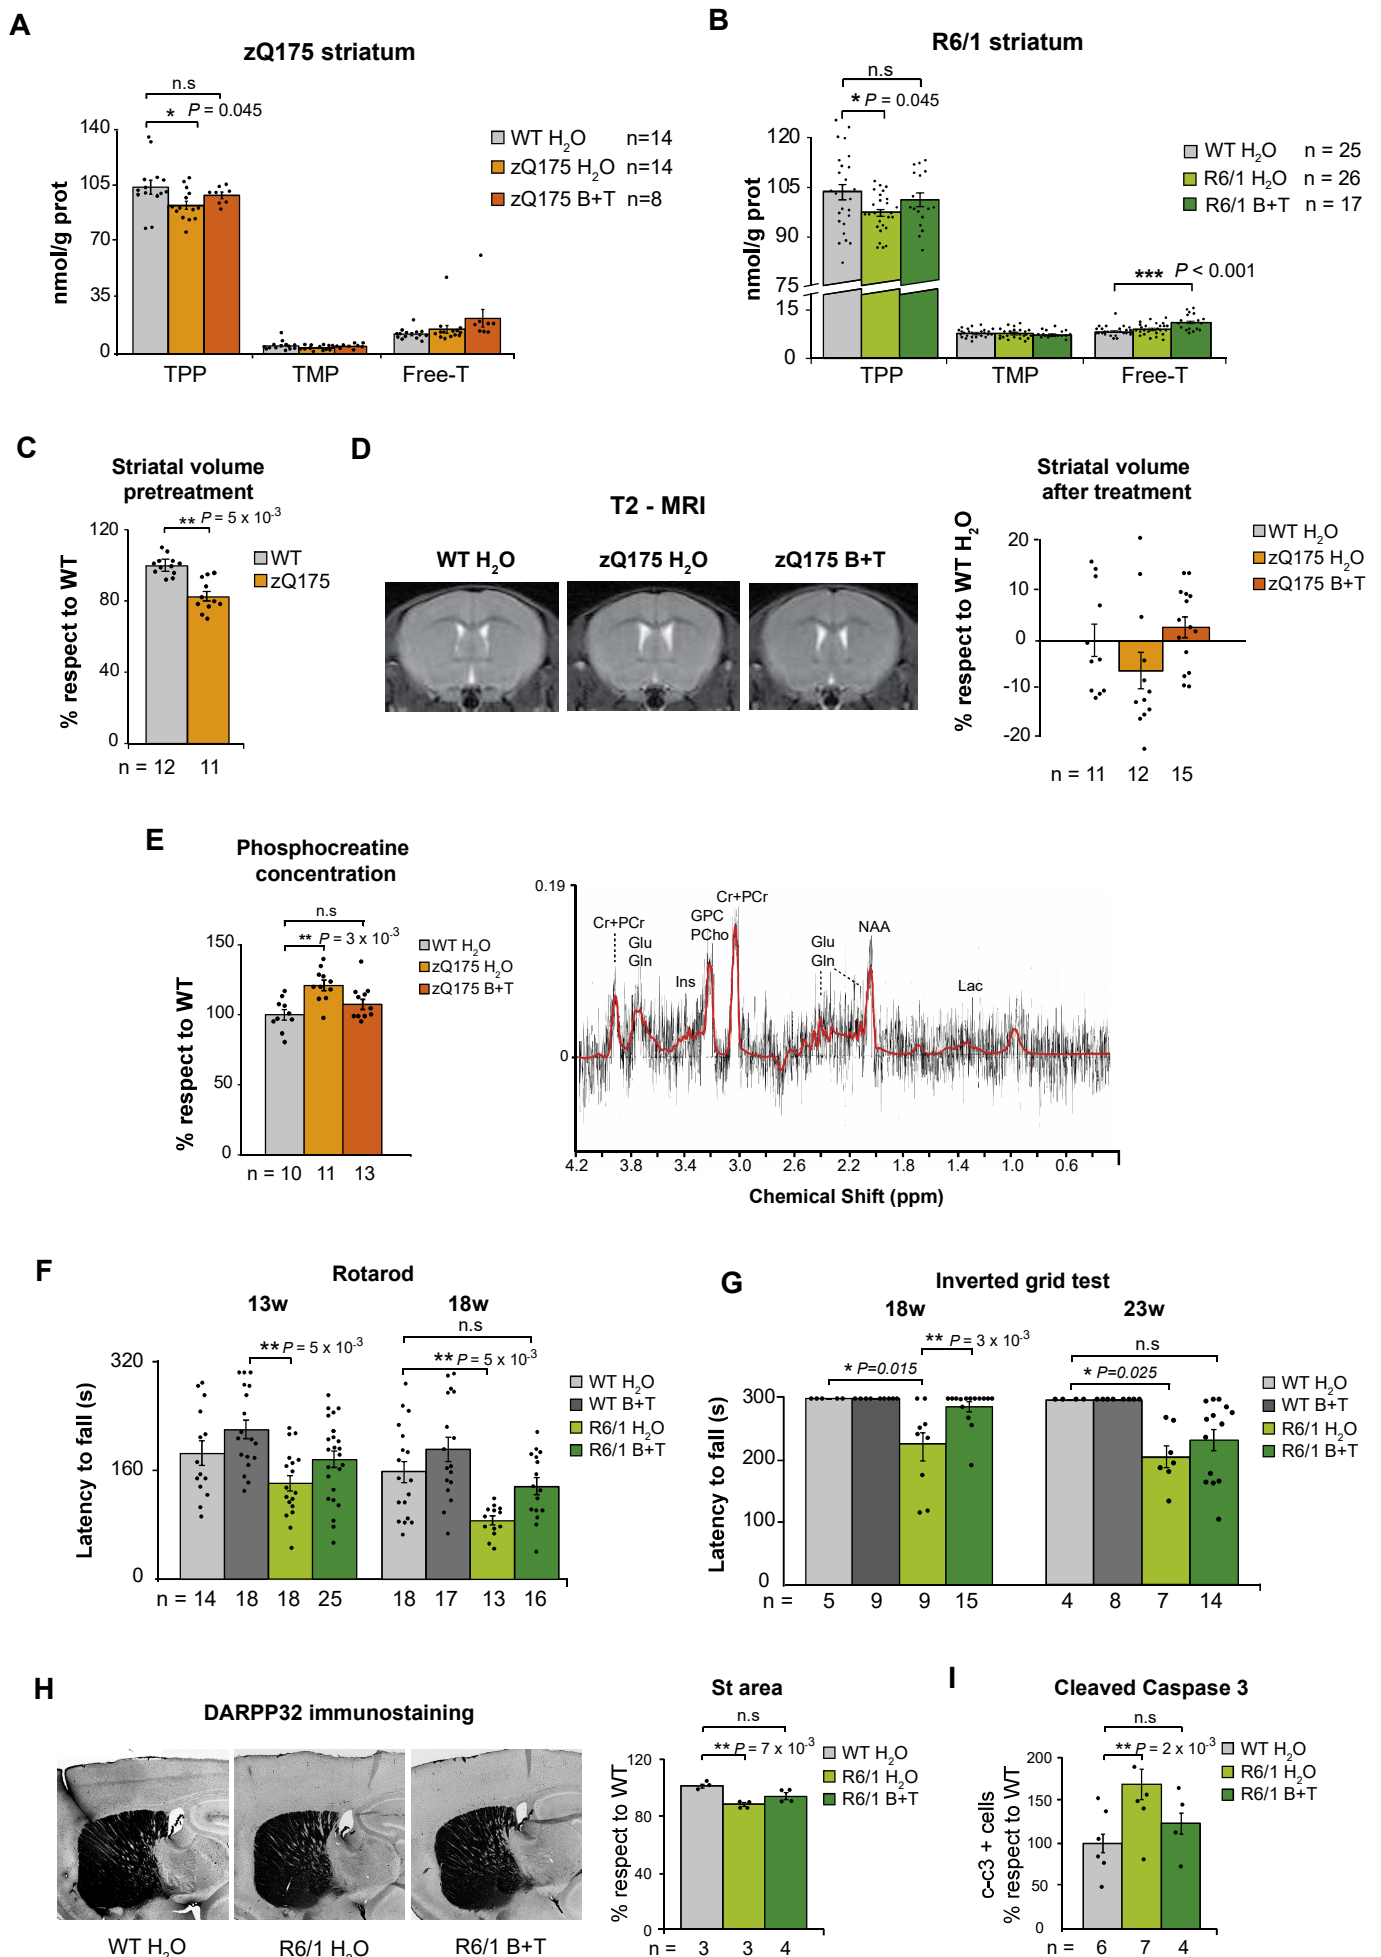 A
zQ175 striatum
n.s
* P = 0.045
nmol/g prot
140
105
70
35
0
TPP TMP Free-T
WT H2O n=14
zQ175 H2O n=14
zQ175 B+T n=8
B
R6/1 striatum
n.s
* P = 0.045
nmol/g prot
120
105
90
75
15
0
*** P < 0.001
TPP TMP Free-T
WT H2O n = 25
R6/1 H2O n = 26
R6/1 B+T n = 17
C
Striatal volume
pretreatment
** P = 5 x 10-3
% respect to WT
120
80
40
0
n = 12 11
WT
zQ175
D
T2 - MRI
WT H2O zQ175 H2O zQ175 B+T
Striatal volume
after treatment
% respect to WT H2O
20
10
0
-10
-20
n = 11 12 15
WT H2O
zQ175 H2O
zQ175 B+T
E
Phosphocreatine
concentration
n.s
** P = 3 x 10-3
% respect to WT
150
100
50
0
n = 10 11 13
WT H2O
zQ175 H2O
zQ175 B+T
0.19
0
Cr+PCr
Glu
Gln
Ins
GPC
PCho
Cr+PCr
Glu
Gln
NAA
Lac
4.2 3.8 3.4 3.0 2.6 2.2 1.8 1.4 1.0 0.6
Chemical Shift (ppm)
F
Rotarod
13w 18w
n.s
** P = 5 x 10-3
** P = 5 x 10-3
Latency to fall (s)
320
160
0
n = 14 18 18 25 18 17 13 16
WT H2O
WT B+T
R6/1 H2O
R6/1 B+T
G
Inverted grid test
18w 23w
** P = 3 x 10-3
* P=0.015
n.s
* P=0.025
Latency to fall (s)
300
200
100
0
n = 5 9 9 15 4 8 7 14
WT H2O
WT B+T
R6/1 H2O
R6/1 B+T
H
DARPP32 immunostaining
WT H2O R6/1 H2O R6/1 B+T
St area
n.s
** P = 7 x 10-3
% respect to WT
120
80
40
0
n = 3 3 4
WT H2O
R6/1 H2O
R6/1 B+T
I
Cleaved Caspase 3
n.s
** P = 2 x 10-3
c-c3 + cells
% respect to WT
200
150
100
50
0
n = 6 7 4
WT H2O
R6/1 H2O
R6/1 B+T